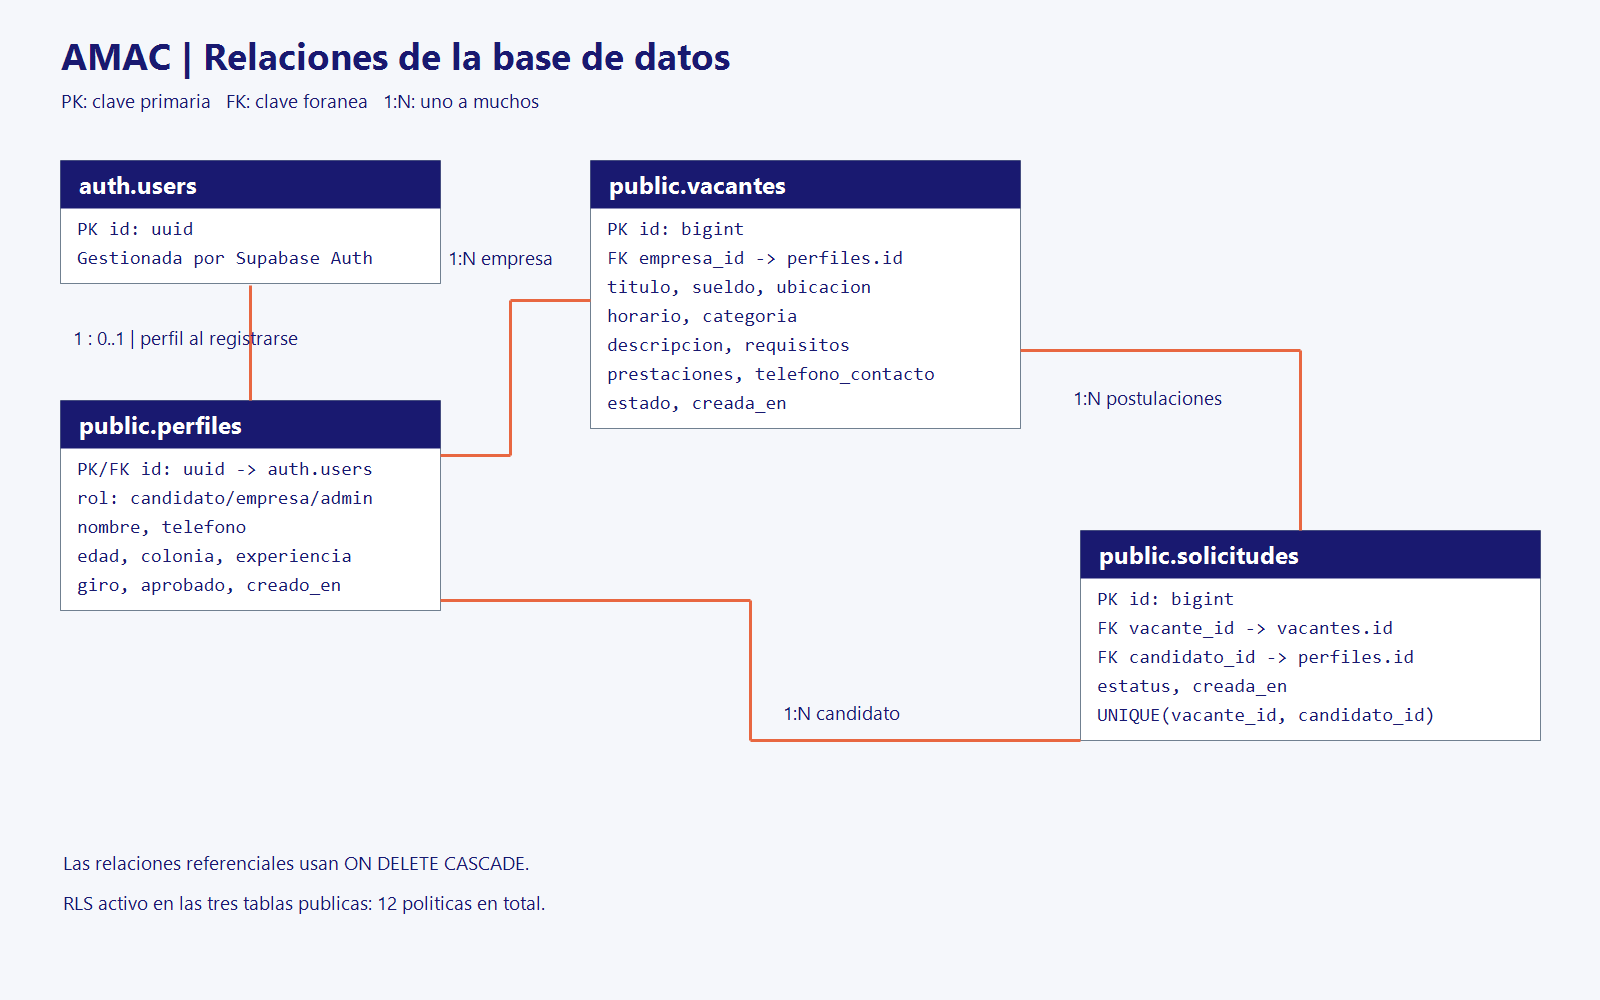 AMAC | Relaciones de la base de datos
PK: clave primaria   FK: clave foranea   1:N: uno a muchos
auth.users
PK id: uuid
Gestionada por Supabase Auth
1:N empresa
public.vacantes
PK id: bigint
FK empresa_id -> perfiles.id
titulo, sueldo, ubicacion
horario, categoria
descripcion, requisitos
prestaciones, telefono_contacto
estado, creada_en
1 : 0..1 | perfil al registrarse
1:N postulaciones
public.perfiles
PK/FK id: uuid -> auth.users
rol: candidato/empresa/admin
nombre, telefono
edad, colonia, experiencia
giro, aprobado, creado_en
public.solicitudes
PK id: bigint
FK vacante_id -> vacantes.id
FK candidato_id -> perfiles.id
estatus, creada_en
UNIQUE(vacante_id, candidato_id)
1:N candidato
Las relaciones referenciales usan ON DELETE CASCADE.
RLS activo en las tres tablas publicas: 12 politicas en total.